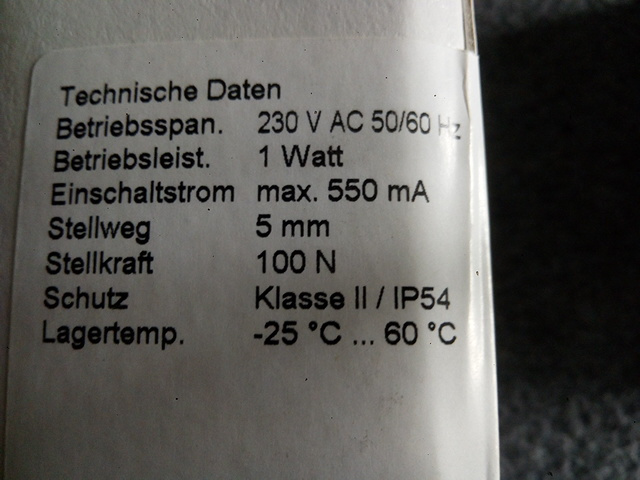 Technische Daten
Betriebsspan. 230 V AC 50/60 Hz
Betriebsleist. 1 Watt
Einschaltstrom max. 550 mA
Stellweg 5 mm
Stellkraft 100 N
Schutz Klasse II / IP54
Lagertemp. -25 °C ... 60 °C